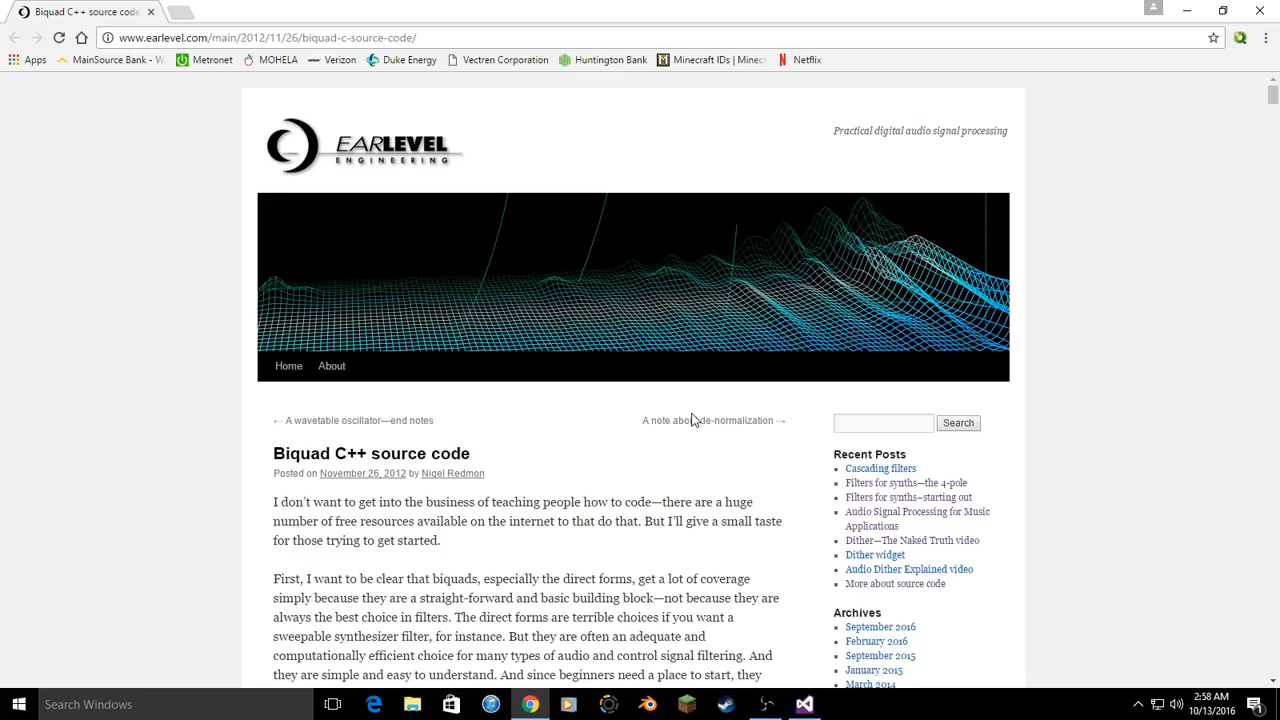 Biquad C++ source code
www.earlevel.com/main/2012/11/26/biquad-c-source-code/
Apps
MainSource Bank - W
Metronet
MOHELA
Verizon
Duke Energy
Vectren Corporation
Huntington Bank
Minecraft IDs | Minec
Netflix
EARLEVEL
ENGINEERING
Practical digital audio signal processing
Home
About
← A wavetable oscillator—end notes
A note about de-normalization →
Search
Biquad C++ source code
Posted on November 26, 2012 by Nigel Redmon
I don't want to get into the business of teaching people how to code—there are a huge
number of free resources available on the internet to that do that. But I'll give a small taste
for those trying to get started.
First, I want to be clear that biquads, especially the direct forms, get a lot of coverage
simply because they are a straight-forward and basic building block—not because they are
always the best choice in filters. The direct forms are terrible choices if you want a
sweepable synthesizer filter, for instance. But they are often an adequate and
computationally efficient choice for many types of audio and control signal filtering. And
they are simple and easy to understand. And since beginners need a place to start, they
Recent Posts
Cascading filters
Filters for synths—the 4-pole
Filters for synths–starting out
Audio Signal Processing for Music
Applications
Dither—The Naked Truth video
Dither widget
Audio Dither Explained video
More about source code
Archives
September 2016
February 2016
September 2015
January 2015
March 2014
Search Windows
2:58 AM
10/13/2016